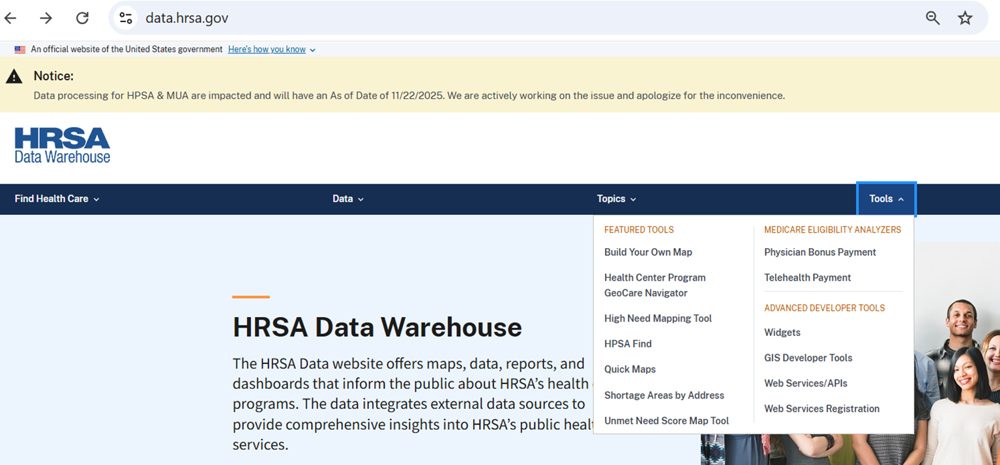 data.hrsa.gov
An official website of the United States government Here's how you know
Notice:
Data processing for HPSA & MUA are impacted and will have an As of Date of 11/22/2025. We are actively working on the issue and apologize for the inconvenience.
HRSA
Data Warehouse
Find Health Care Data Topics Tools
FEATURED TOOLS
Build Your Own Map
Health Center Program
GeoCare Navigator
High Need Mapping Tool
HPSA Find
Quick Maps
Shortage Areas by Address
Unmet Need Score Map Tool
MEDICARE ELIGIBILITY ANALYZERS
Physician Bonus Payment
Telehealth Payment
ADVANCED DEVELOPER TOOLS
Widgets
GIS Developer Tools
Web Services/APIs
Web Services Registration
HRSA Data Warehouse
The HRSA Data website offers maps, data, reports, and
dashboards that inform the public about HRSA's health
programs. The data integrates external data sources to
provide comprehensive insights into HRSA's public
services.